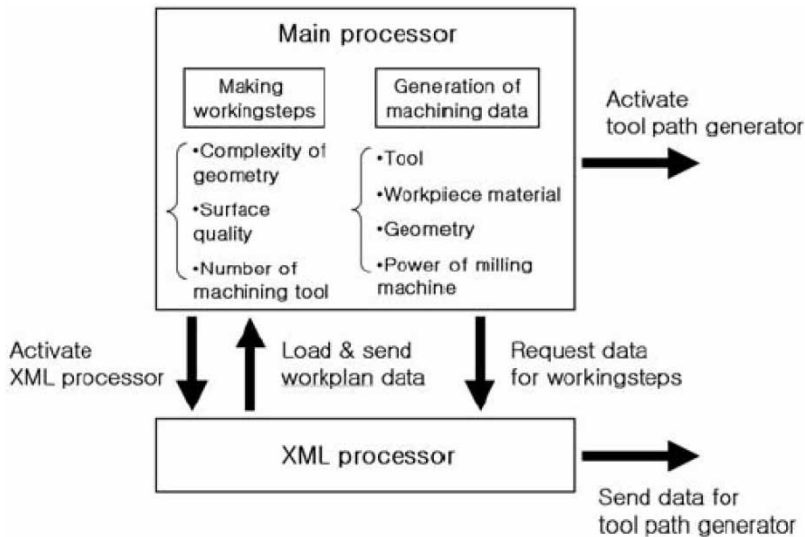 Main processor
Making
workingsteps
Generation of
machining data
•Complexity of
geometry
•Surface
quality
•Number of
machining tool
•Tool
•Workpiece material
•Geometry
•Power of milling
machine
Activate
tool path generator
Activate
XML processor
Load & send
workplan data
Request data
for workingsteps
XML processor
Send data for
tool path generator